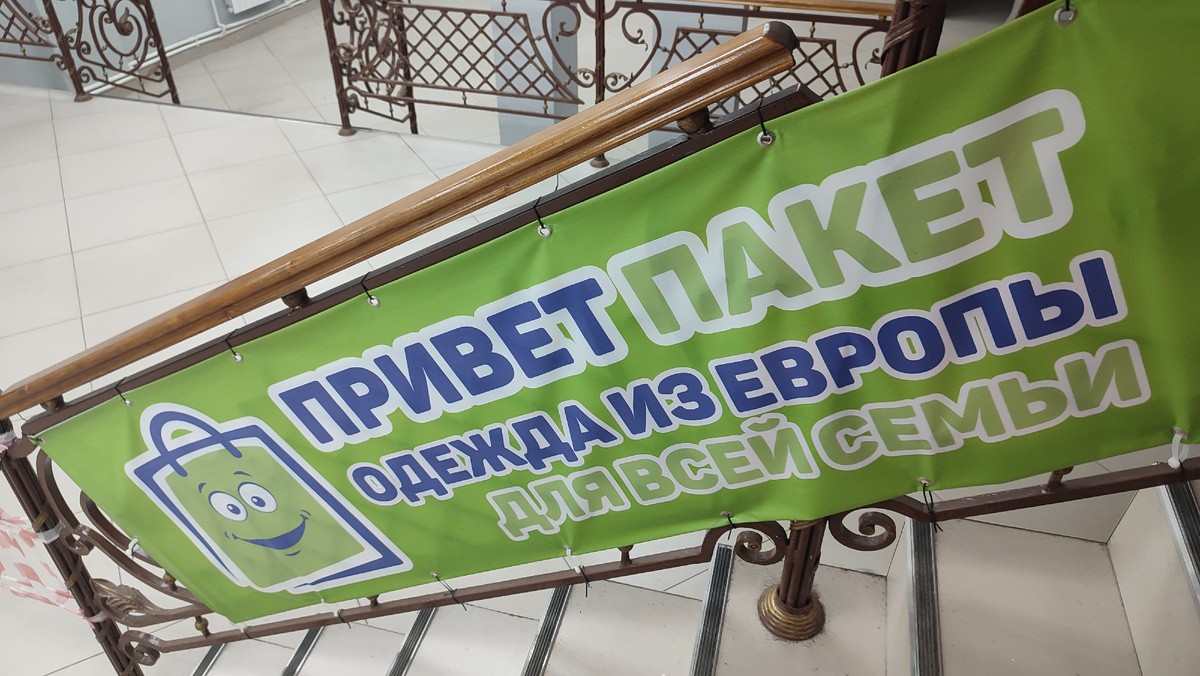 ПРИВЕТ ПАКЕТ
ОДЕЖДА ИЗ ЕВРОПЫ
ДЛЯ ВСЕЙ СЕМЬИ